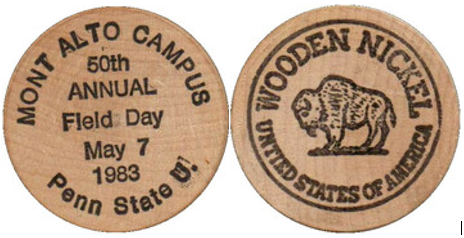 MONT ALTO CAMPUS
50th
ANNUAL
Field Day
May 7
1983
Penn State U.
WOODEN NICKEL
UNITED STATES OF AMERICA